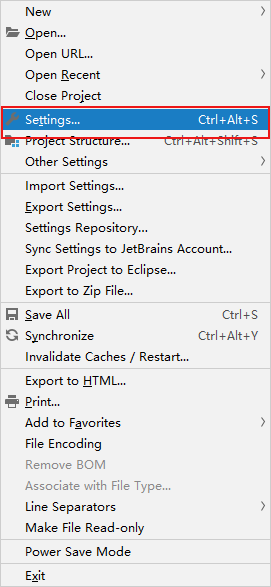 New
Open...
Open URL...
Open Recent
Close Project
Settings... Ctrl+Alt+S
Project Structure... Ctrl+Alt+Shift+S
Other Settings
Import Settings...
Export Settings...
Settings Repository...
Sync Settings to JetBrains Account...
Export Project to Eclipse...
Export to Zip File...
Save All Ctrl+S
Synchronize Ctrl+Alt+Y
Invalidate Caches / Restart...
Export to HTML...
Print...
Add to Favorites
File Encoding
Remove BOM
Associate with File Type...
Line Separators
Make File Read-only
Power Save Mode
Exit